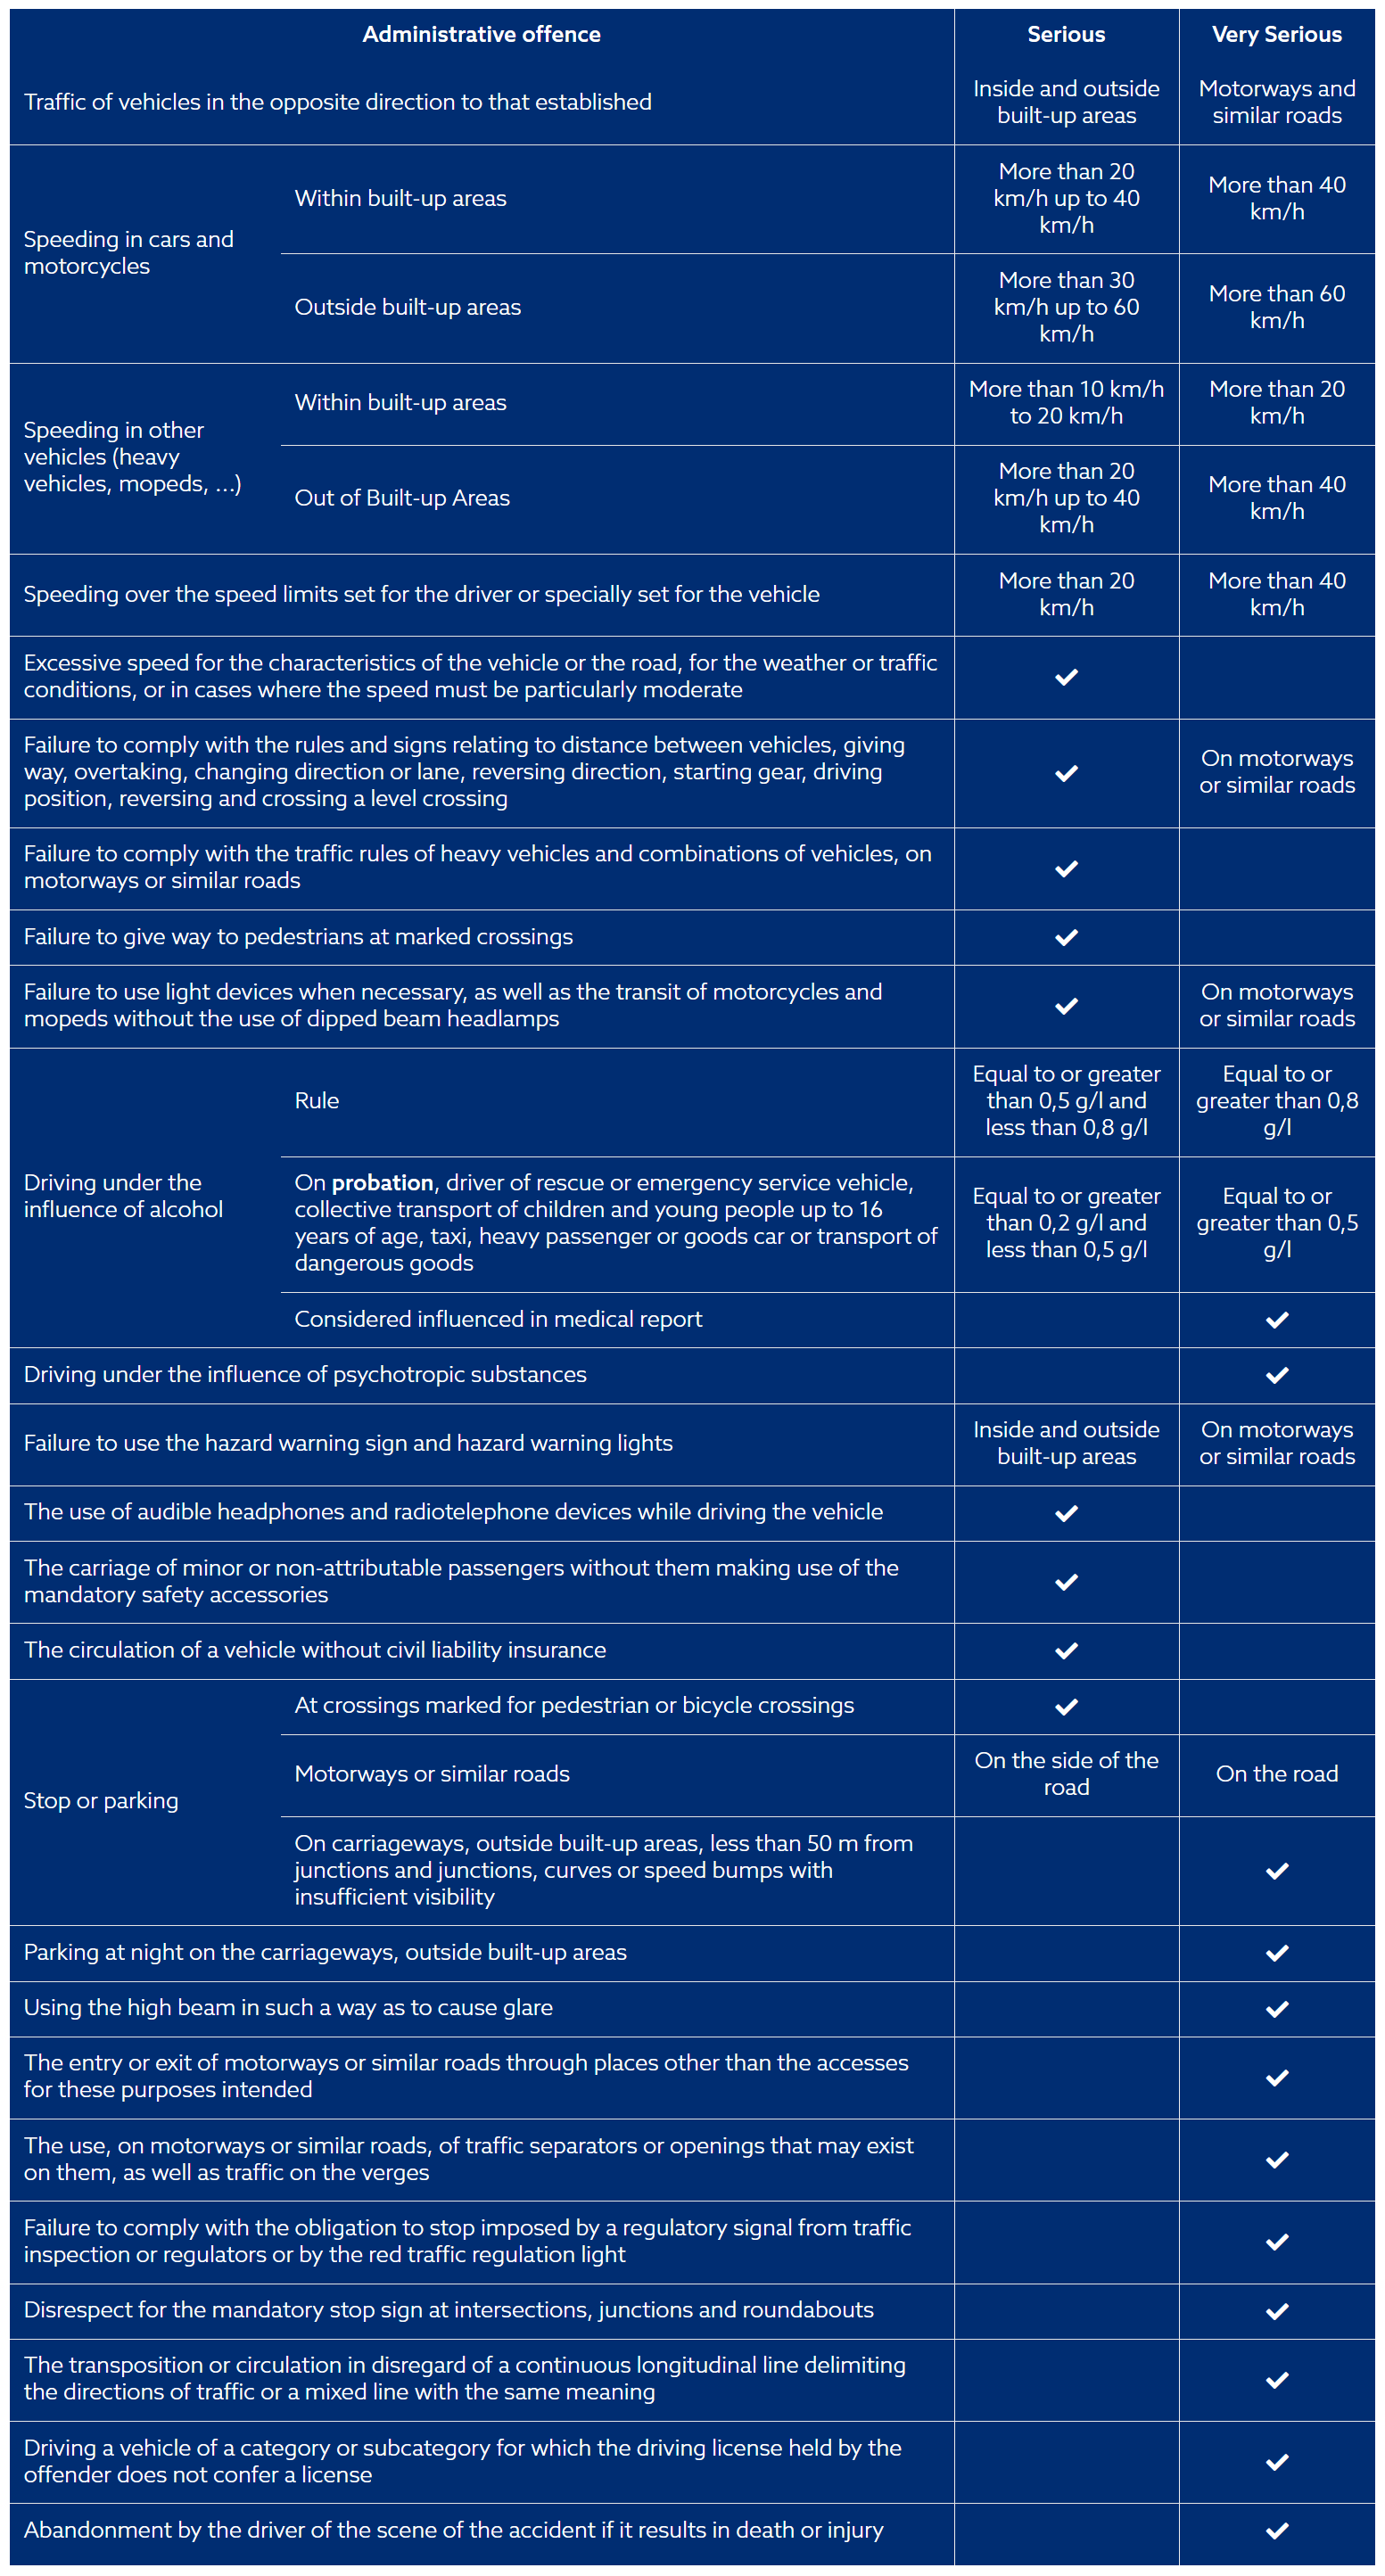 Administrative offence
Serious
Very Serious
Traffic of vehicles in the opposite direction to that established
Inside and outside
built-up areas
Motorways and
similar roads
Speeding in cars and
motorcycles
Within built-up areas
More than 20
km/h up to 40
km/h
More than 40
km/h
Outside built-up areas
More than 30
km/h up to 60
km/h
More than 60
km/h
Speeding in other
vehicles (heavy
vehicles, mopeds, ...)
Within built-up areas
More than 10 km/h
to 20 km/h
More than 20
km/h
Out of Built-up Areas
More than 20
km/h up to 40
km/h
More than 40
km/h
Speeding over the speed limits set for the driver or specially set for the vehicle
More than 20
km/h
More than 40
km/h
Excessive speed for the characteristics of the vehicle or the road, for the weather or traffic
conditions, or in cases where the speed must be particularly moderate
✔
Failure to comply with the rules and signs relating to distance between vehicles, giving
way, overtaking, changing direction or lane, reversing direction, starting gear, driving
position, reversing and crossing a level crossing
✔
On motorways
or similar roads
Failure to comply with the traffic rules of heavy vehicles and combinations of vehicles, on
motorways or similar roads
✔
Failure to give way to pedestrians at marked crossings
✔
Failure to use light devices when necessary, as well as the transit of motorcycles and
mopeds without the use of dipped beam headlamps
✔
On motorways
or similar roads
Driving under the
influence of alcohol
Rule
Equal to or greater
than 0,5 g/l and
less than 0,8 g/l
Equal to or
greater than 0,8
g/l
On probation, driver of rescue or emergency service vehicle,
collective transport of children and young people up to 16
years of age, taxi, heavy passenger or goods car or transport of
dangerous goods
Equal to or greater
than 0,2 g/l and
less than 0,5 g/l
Equal to or
greater than 0,5
g/l
Considered influenced in medical report
✔
Driving under the influence of psychotropic substances
✔
Failure to use the hazard warning sign and hazard warning lights
Inside and outside
built-up areas
On motorways
or similar roads
The use of audible headphones and radiotelephone devices while driving the vehicle
✔
The carriage of minor or non-attributable passengers without them making use of the
mandatory safety accessories
✔
The circulation of a vehicle without civil liability insurance
✔
Stop or parking
At crossings marked for pedestrian or bicycle crossings
✔
Motorways or similar roads
On the side of the
road
On the road
On carriageways, outside built-up areas, less than 50 m from
junctions and junctions, curves or speed bumps with
insufficient visibility
✔
Parking at night on the carriageways, outside built-up areas
✔
Using the high beam in such a way as to cause glare
✔
The entry or exit of motorways or similar roads through places other than the accesses
for these purposes intended
✔
The use, on motorways or similar roads, of traffic separators or openings that may exist
on them, as well as traffic on the verges
✔
Failure to comply with the obligation to stop imposed by a regulatory signal from traffic
inspection or regulators or by the red traffic regulation light
✔
Disrespect for the mandatory stop sign at intersections, junctions and roundabouts
✔
The transposition or circulation in disregard of a continuous longitudinal line delimiting
the directions of traffic or a mixed line with the same meaning
✔
Driving a vehicle of a category or subcategory for which the driving license held by the
offender does not confer a license
✔
Abandonment by the driver of the scene of the accident if it results in death or injury
✔